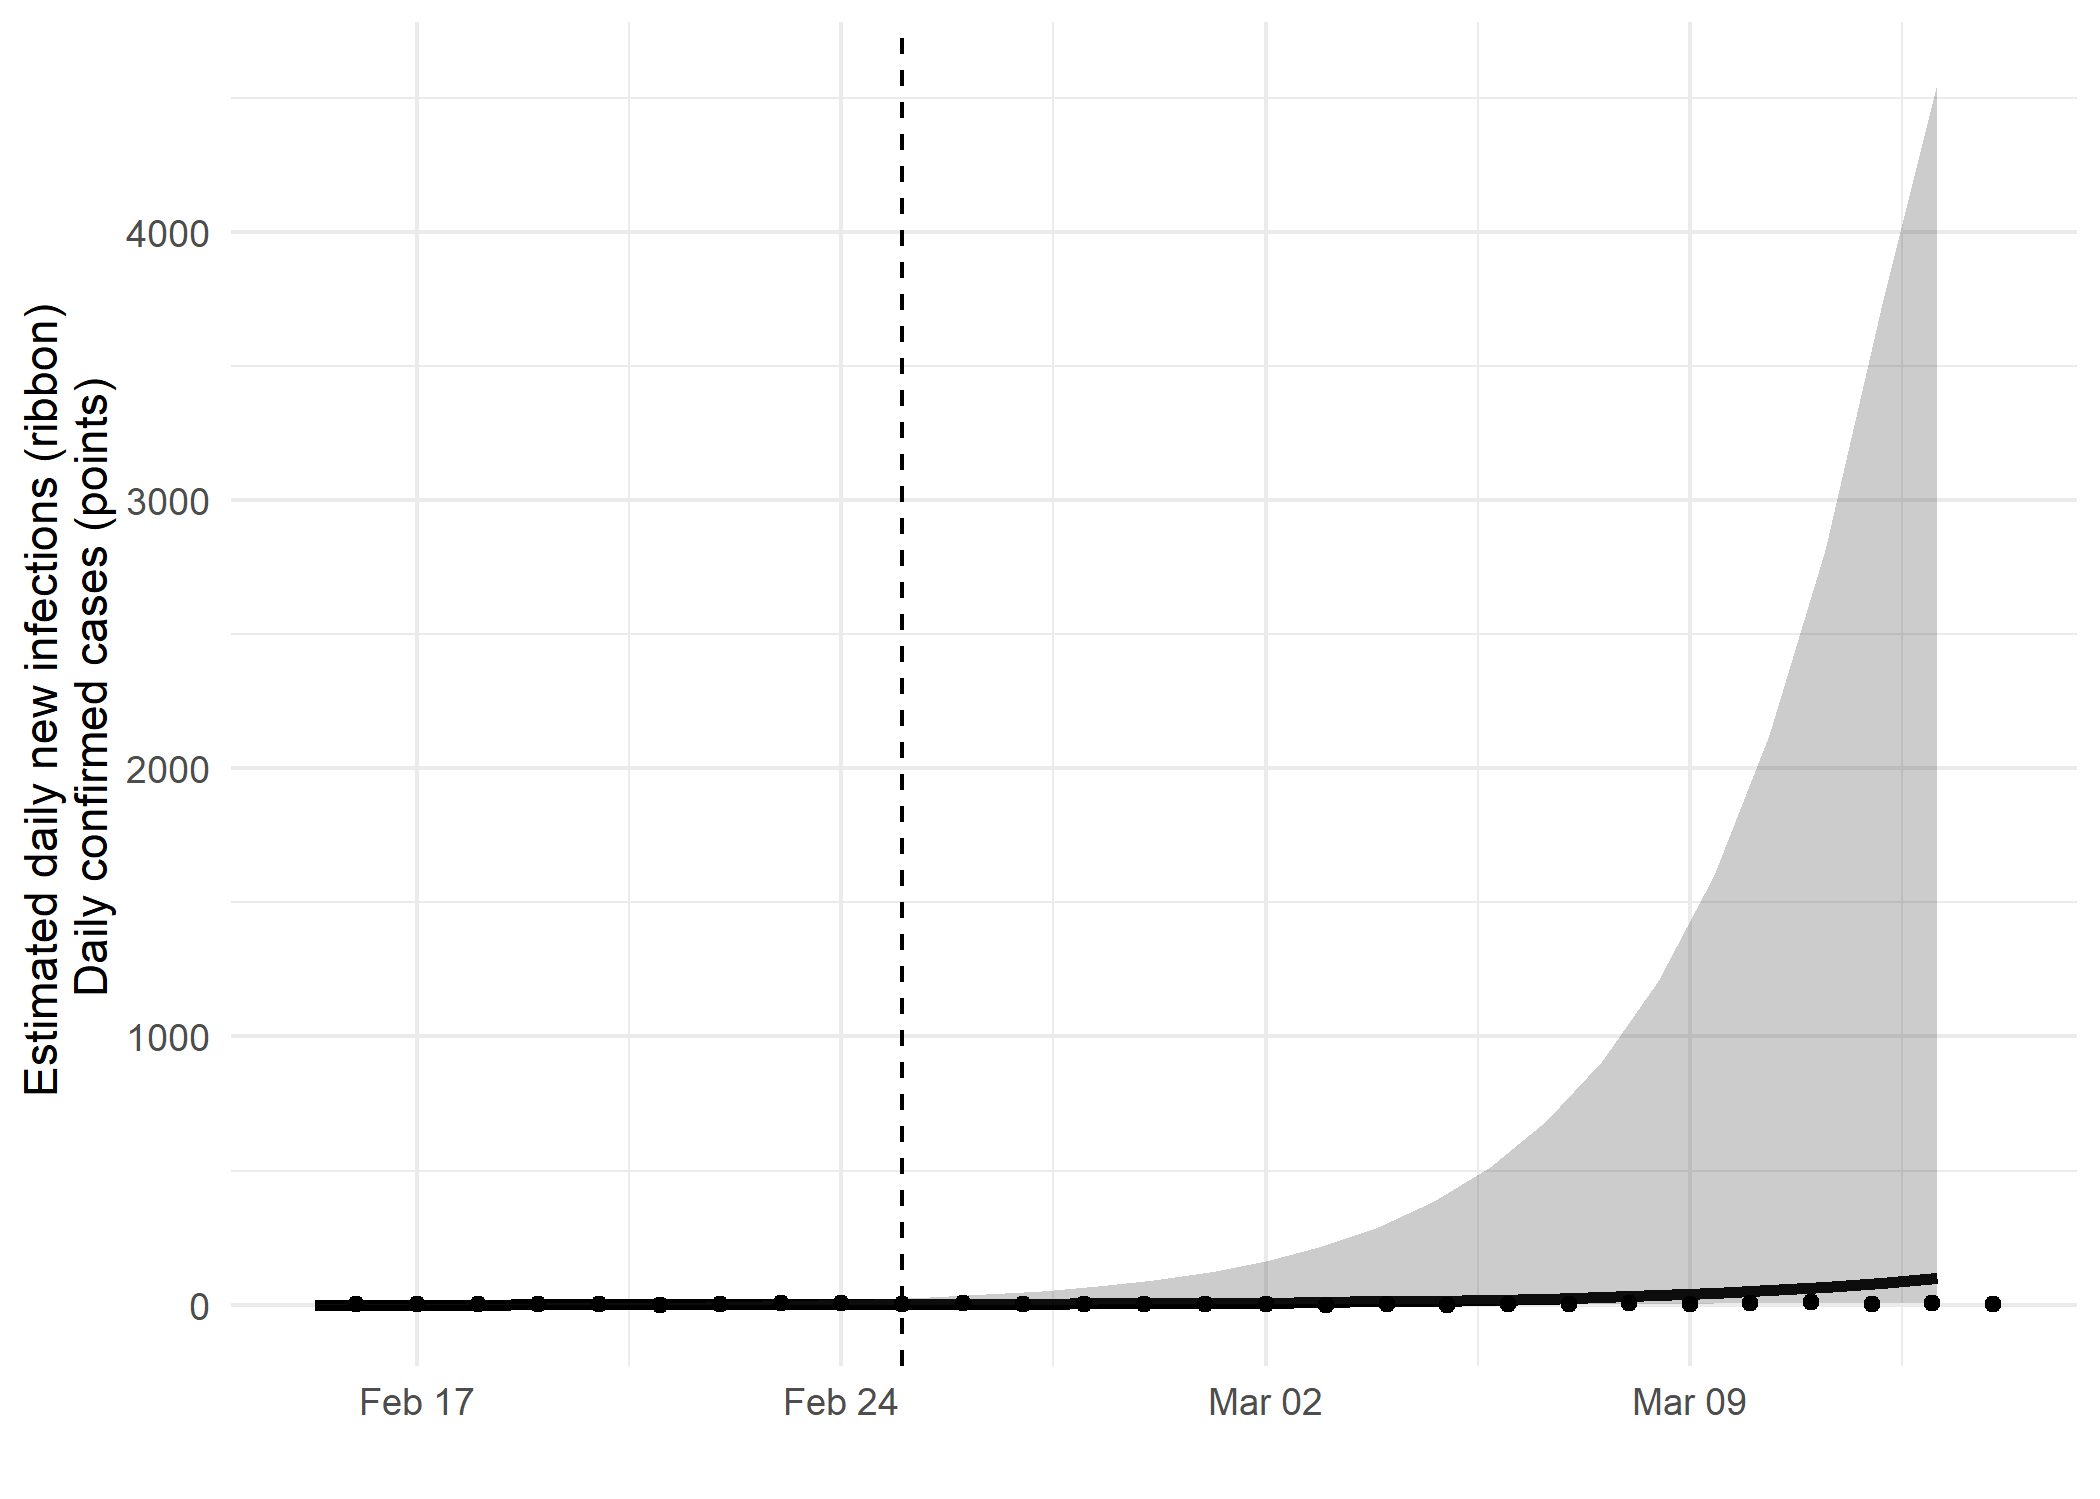 Estimated daily new infections (ribbon)
Daily confirmed cases (points)
4000
3000
2000
1000
0
Feb 17
Feb 24
Mar 02
Mar 09